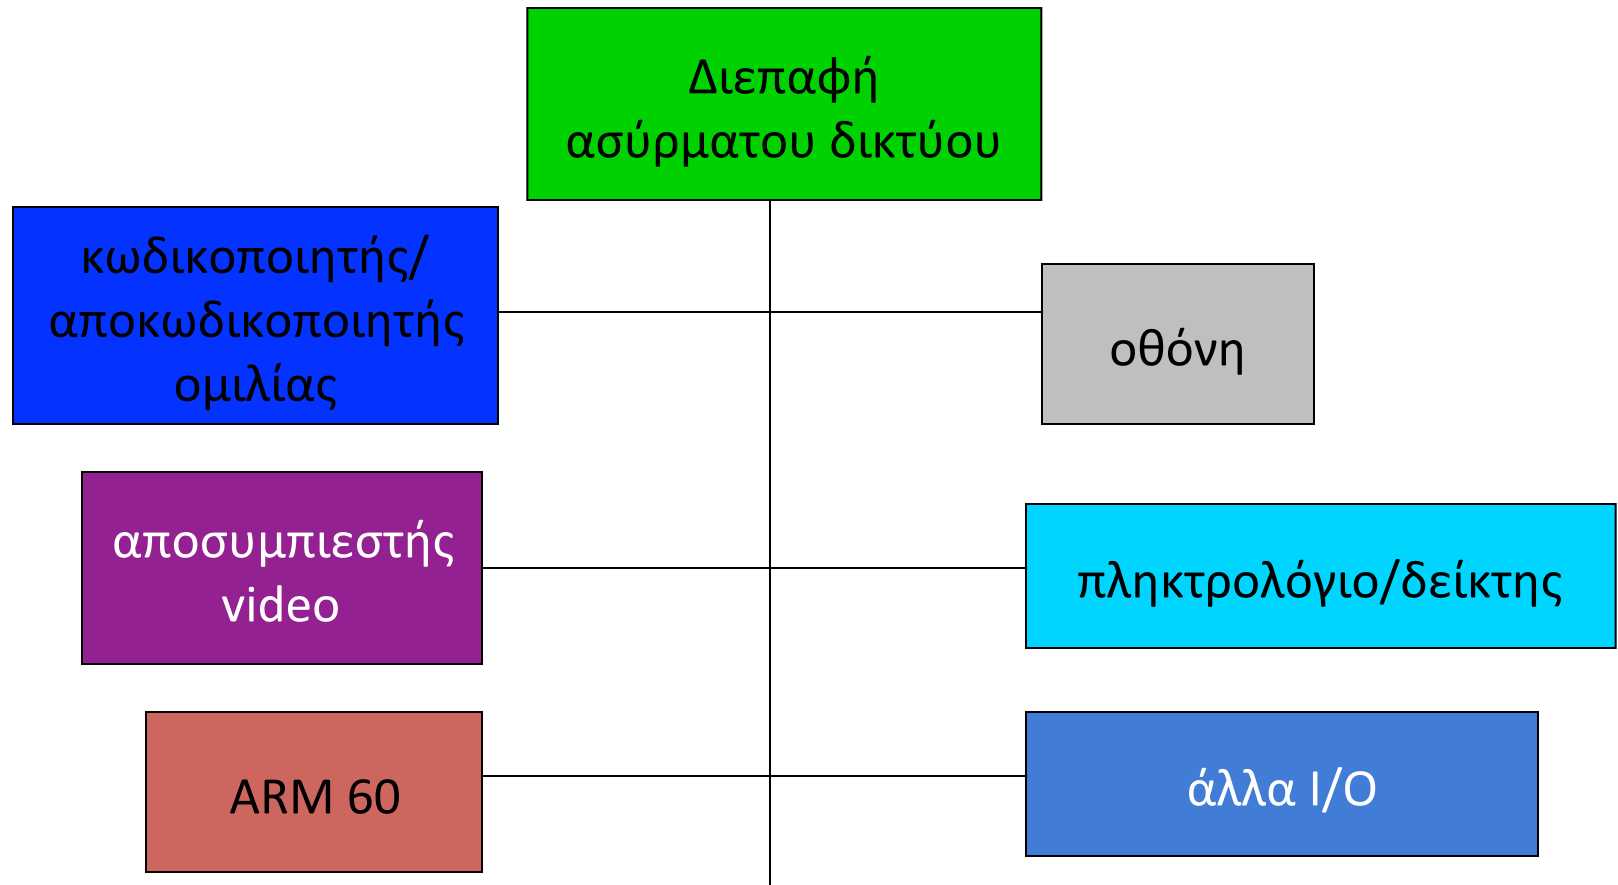 Διεπαφή
ασύρματου δικτύου
κωδικοποιητής/
αποκωδικοποιητής
ομιλίας
οθόνη
αποσυμπιεστής
video
πληκτρολόγιο/δείκτης
ARM 60
άλλα I/O